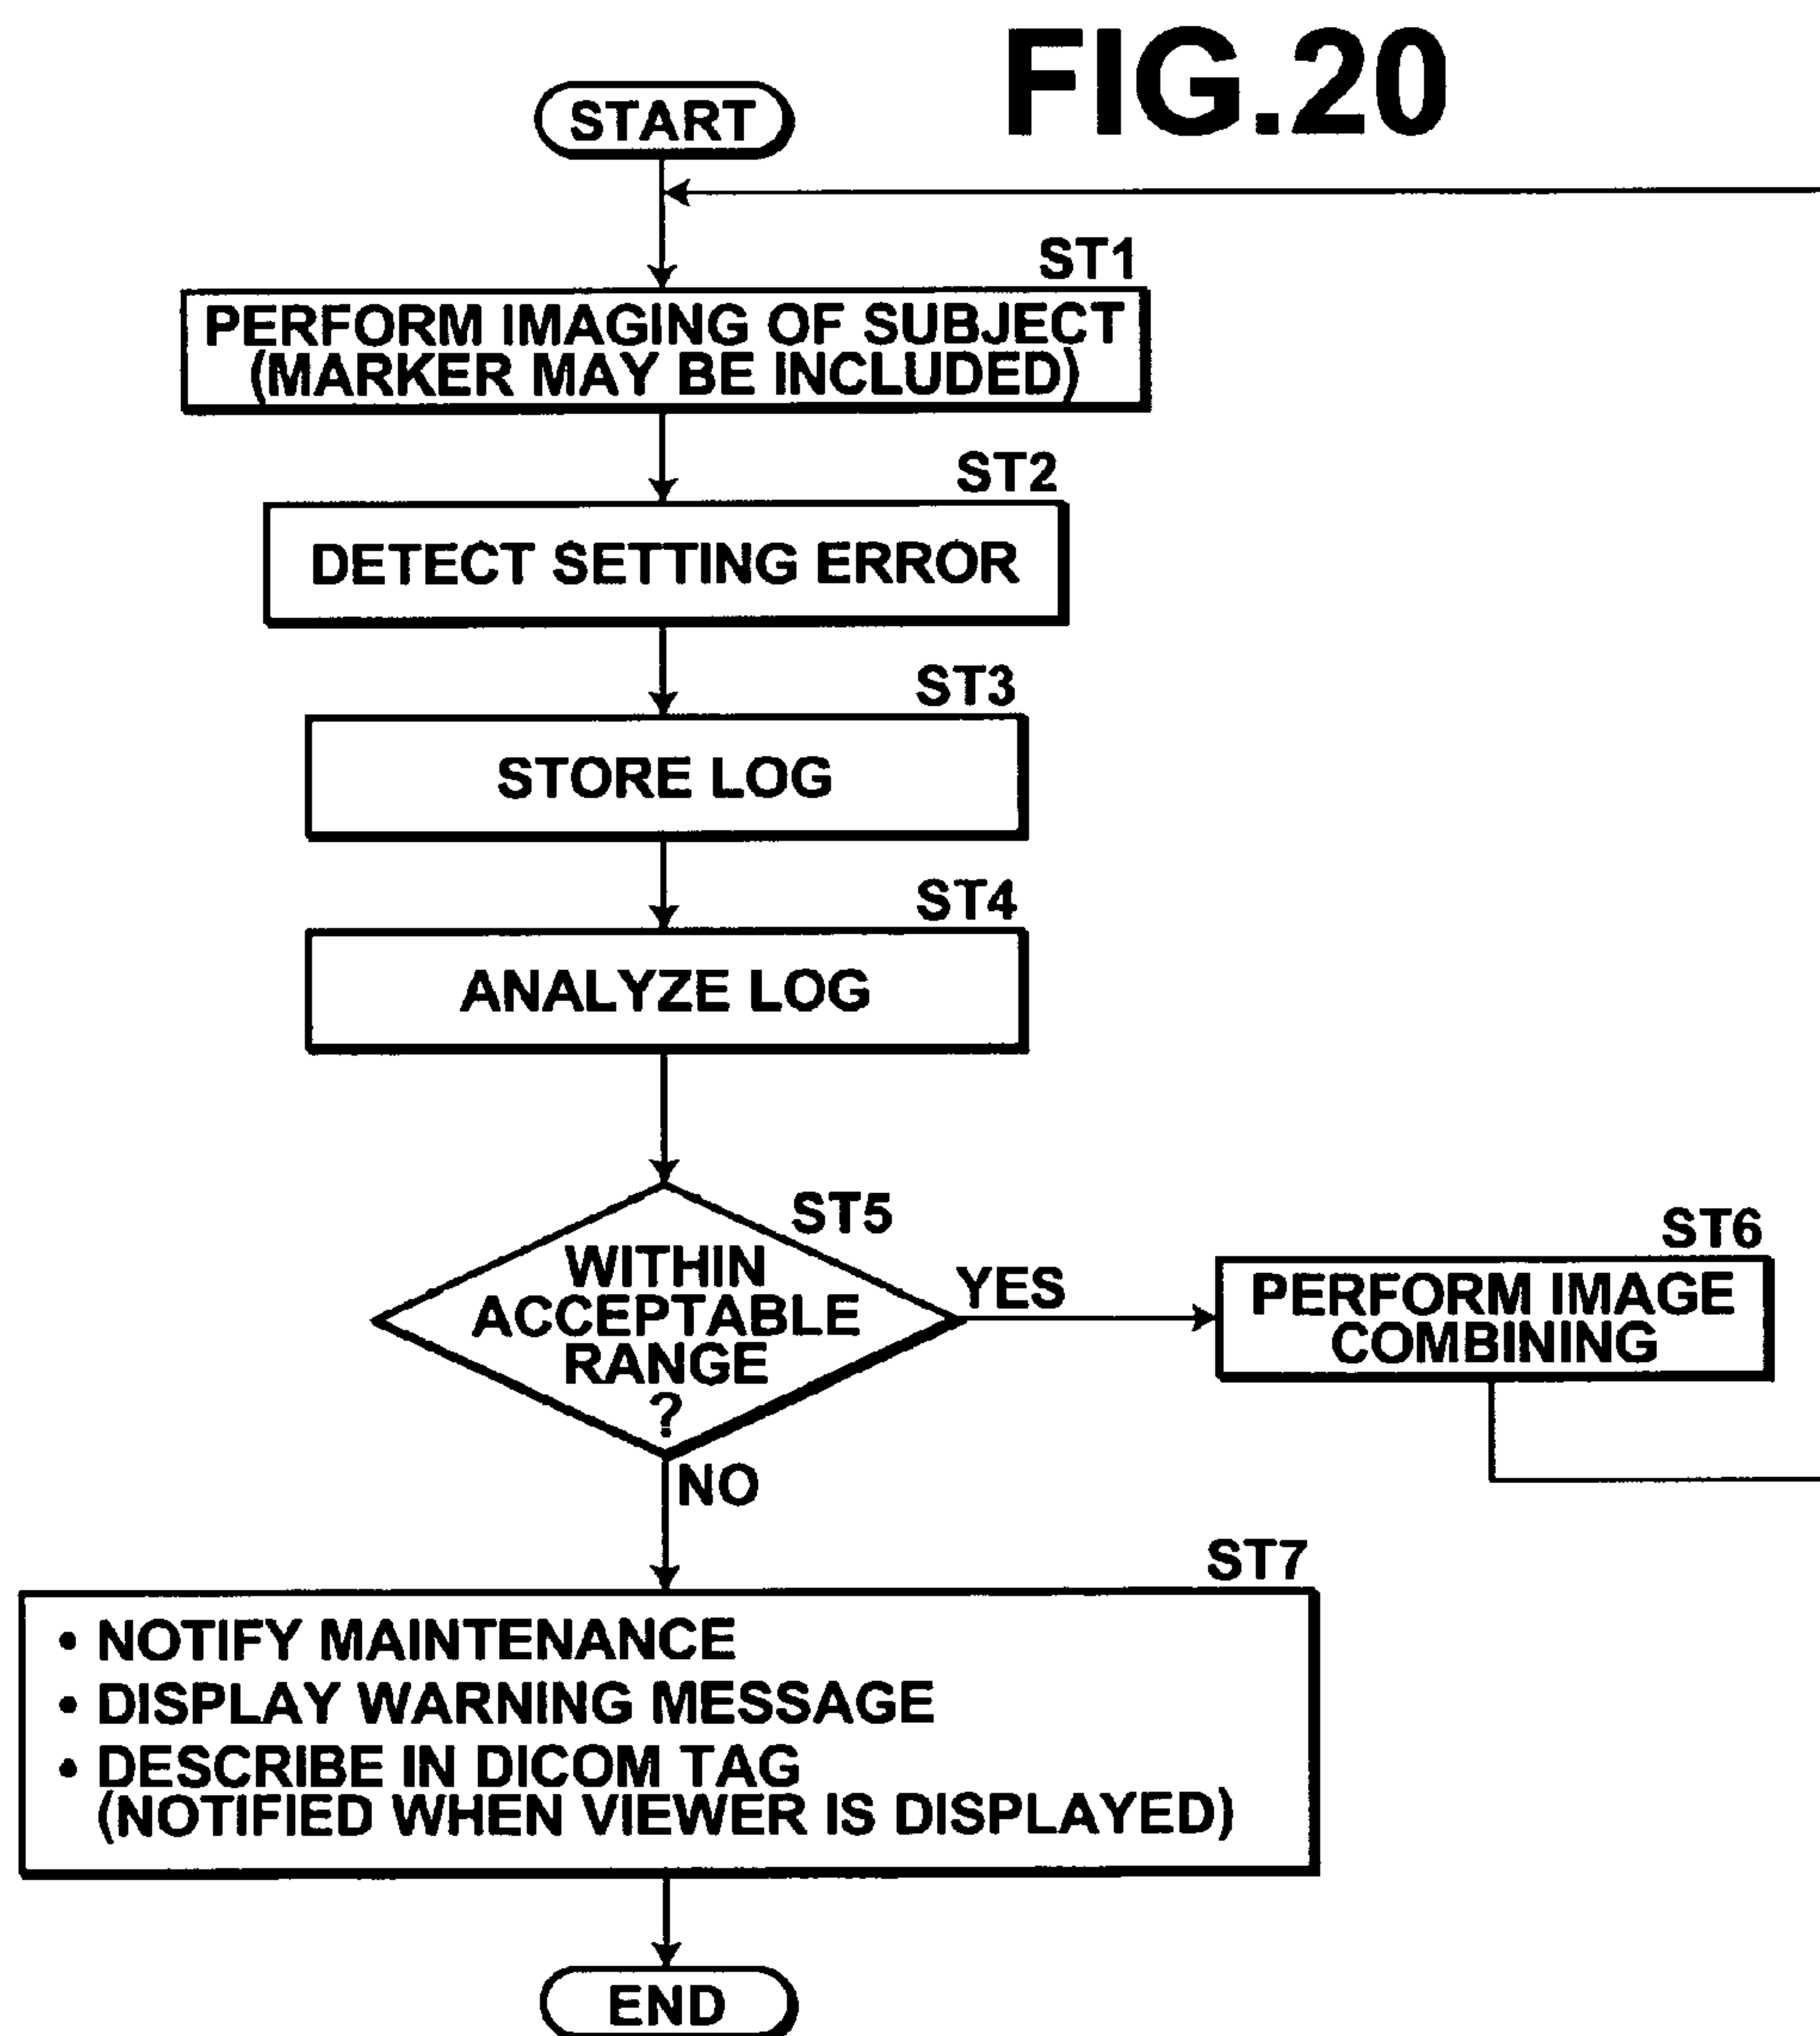 FIG.20
START
ST1
PERFORM IMAGING OF SUBJECT
(MARKER MAY BE INCLUDED)
ST2
DETECT SETTING ERROR
ST3
STORE LOG
ST4
ANALYZE LOG
ST5
WITHIN
ACCEPTABLE
RANGE
?
YES
ST6
PERFORM IMAGE
COMBINING
NO
ST7
• NOTIFY MAINTENANCE
• DISPLAY WARNING MESSAGE
• DESCRIBE IN DICOM TAG
(NOTIFIED WHEN VIEWER IS DISPLAYED)
END